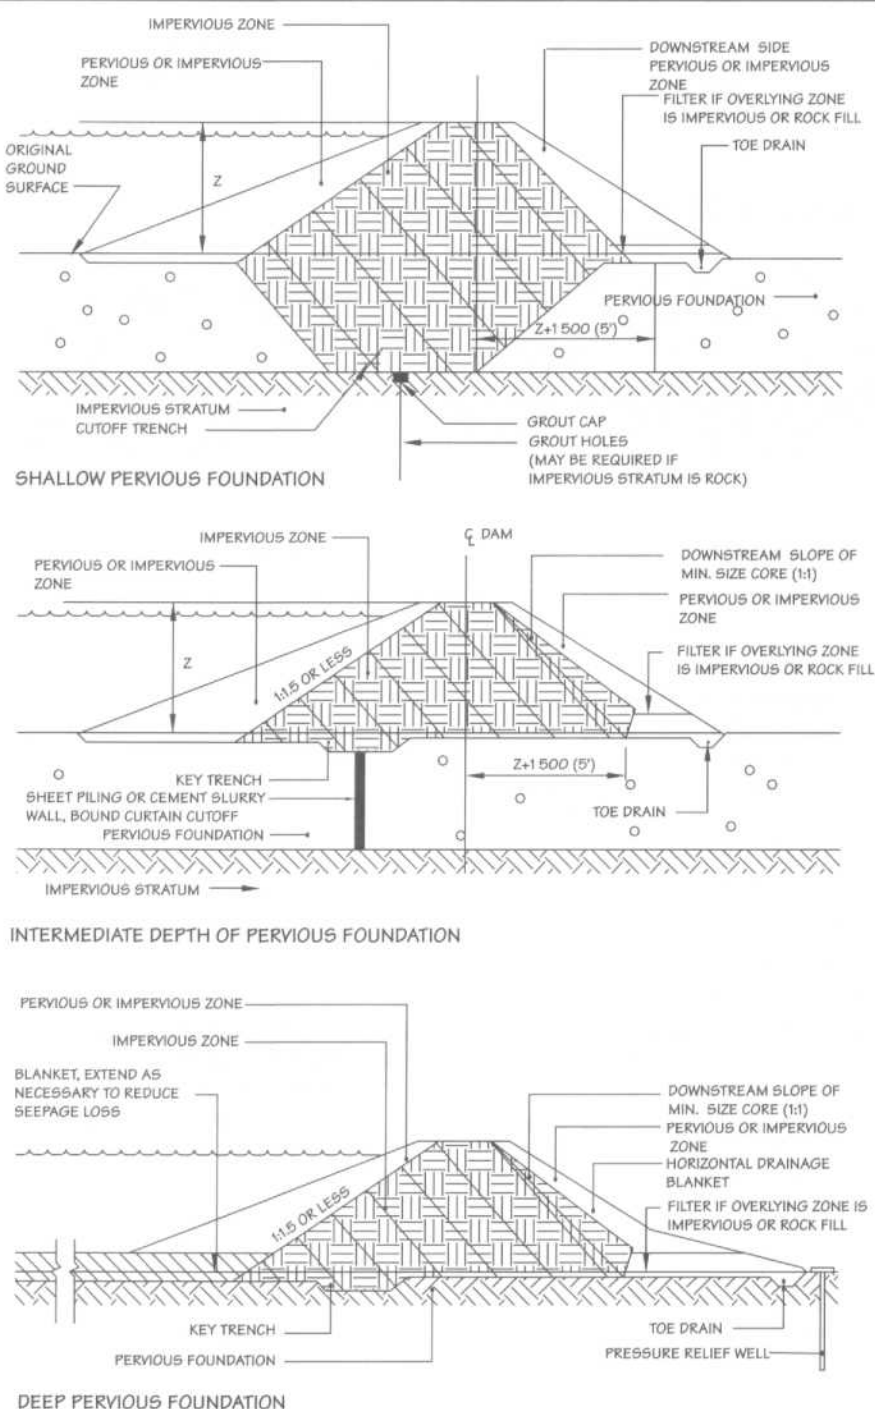 IMPERVIOUS ZONE
PERVIOUS OR IMPERVIOUS
ZONE
DOWNSTREAM SIDE
PERVIOUS OR IMPERVIOUS
ZONE
FILTER IF OVERLYING ZONE
IS IMPERVIOUS OR ROCK FILL
TOE DRAIN
ORIGINAL
GROUND
SURFACE
Z
PERVIOUS FOUNDATION
Z+1 500 (5')
IMPERVIOUS STRATUM
CUTOFF TRENCH
GROUT CAP
GROUT HOLES
(MAY BE REQUIRED IF
IMPERVIOUS STRATUM IS ROCK)
SHALLOW PERVIOUS FOUNDATION
IMPERVIOUS ZONE
℄ DAM
PERVIOUS OR IMPERVIOUS
ZONE
DOWNSTREAM SLOPE OF
MIN. SIZE CORE (1:1)
PERVIOUS OR IMPERVIOUS
ZONE
FILTER IF OVERLYING ZONE
IS IMPERVIOUS OR ROCK FILL
Z
1:1.5 OR LESS
KEY TRENCH
Z+1 500 (5')
SHEET PILING OR CEMENT SLURRY
WALL, BOUND CURTAIN CUTOFF
PERVIOUS FOUNDATION
TOE DRAIN
IMPERVIOUS STRATUM
INTERMEDIATE DEPTH OF PERVIOUS FOUNDATION
PERVIOUS OR IMPERVIOUS ZONE
IMPERVIOUS ZONE
BLANKET, EXTEND AS
NECESSARY TO REDUCE
SEEPAGE LOSS
DOWNSTREAM SLOPE OF
MIN. SIZE CORE (1:1)
PERVIOUS OR IMPERVIOUS
ZONE
HORIZONTAL DRAINAGE
BLANKET
FILTER IF OVERLYING ZONE IS
IMPERVIOUS OR ROCK FILL
1:1.5 OR LESS
KEY TRENCH
TOE DRAIN
PERVIOUS FOUNDATION
PRESSURE RELIEF WELL
DEEP PERVIOUS FOUNDATION